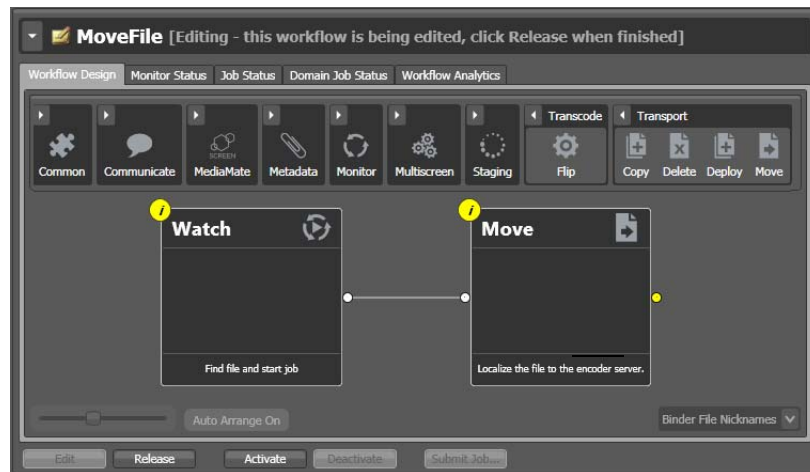 MoveFile [Editing - this workflow is being edited, click Release when finished]
Workflow Design Monitor Status Job Status Domain Job Status Workflow Analytics
Transcode Transport
SCREEN
Common Communicate MediaMate Metadata Monitor Multiscreen Staging Flip Copy Delete Deploy Move
i Watch i Move
Find file and start job Localize the file to the encoder server.
Auto Arrange On Binder File Nicknames
Edit Release Activate Deactivate Submit Job...